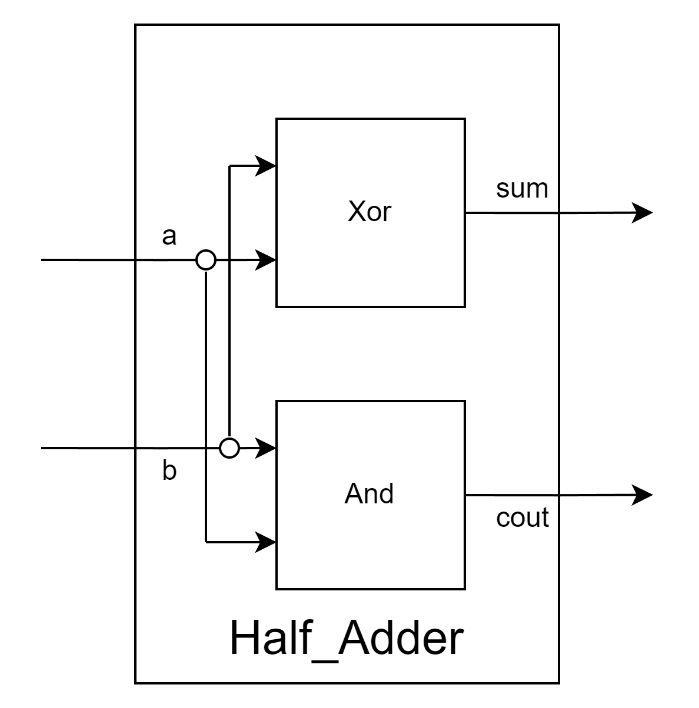 Xor
sum
a
b
And
cout
Half_Adder